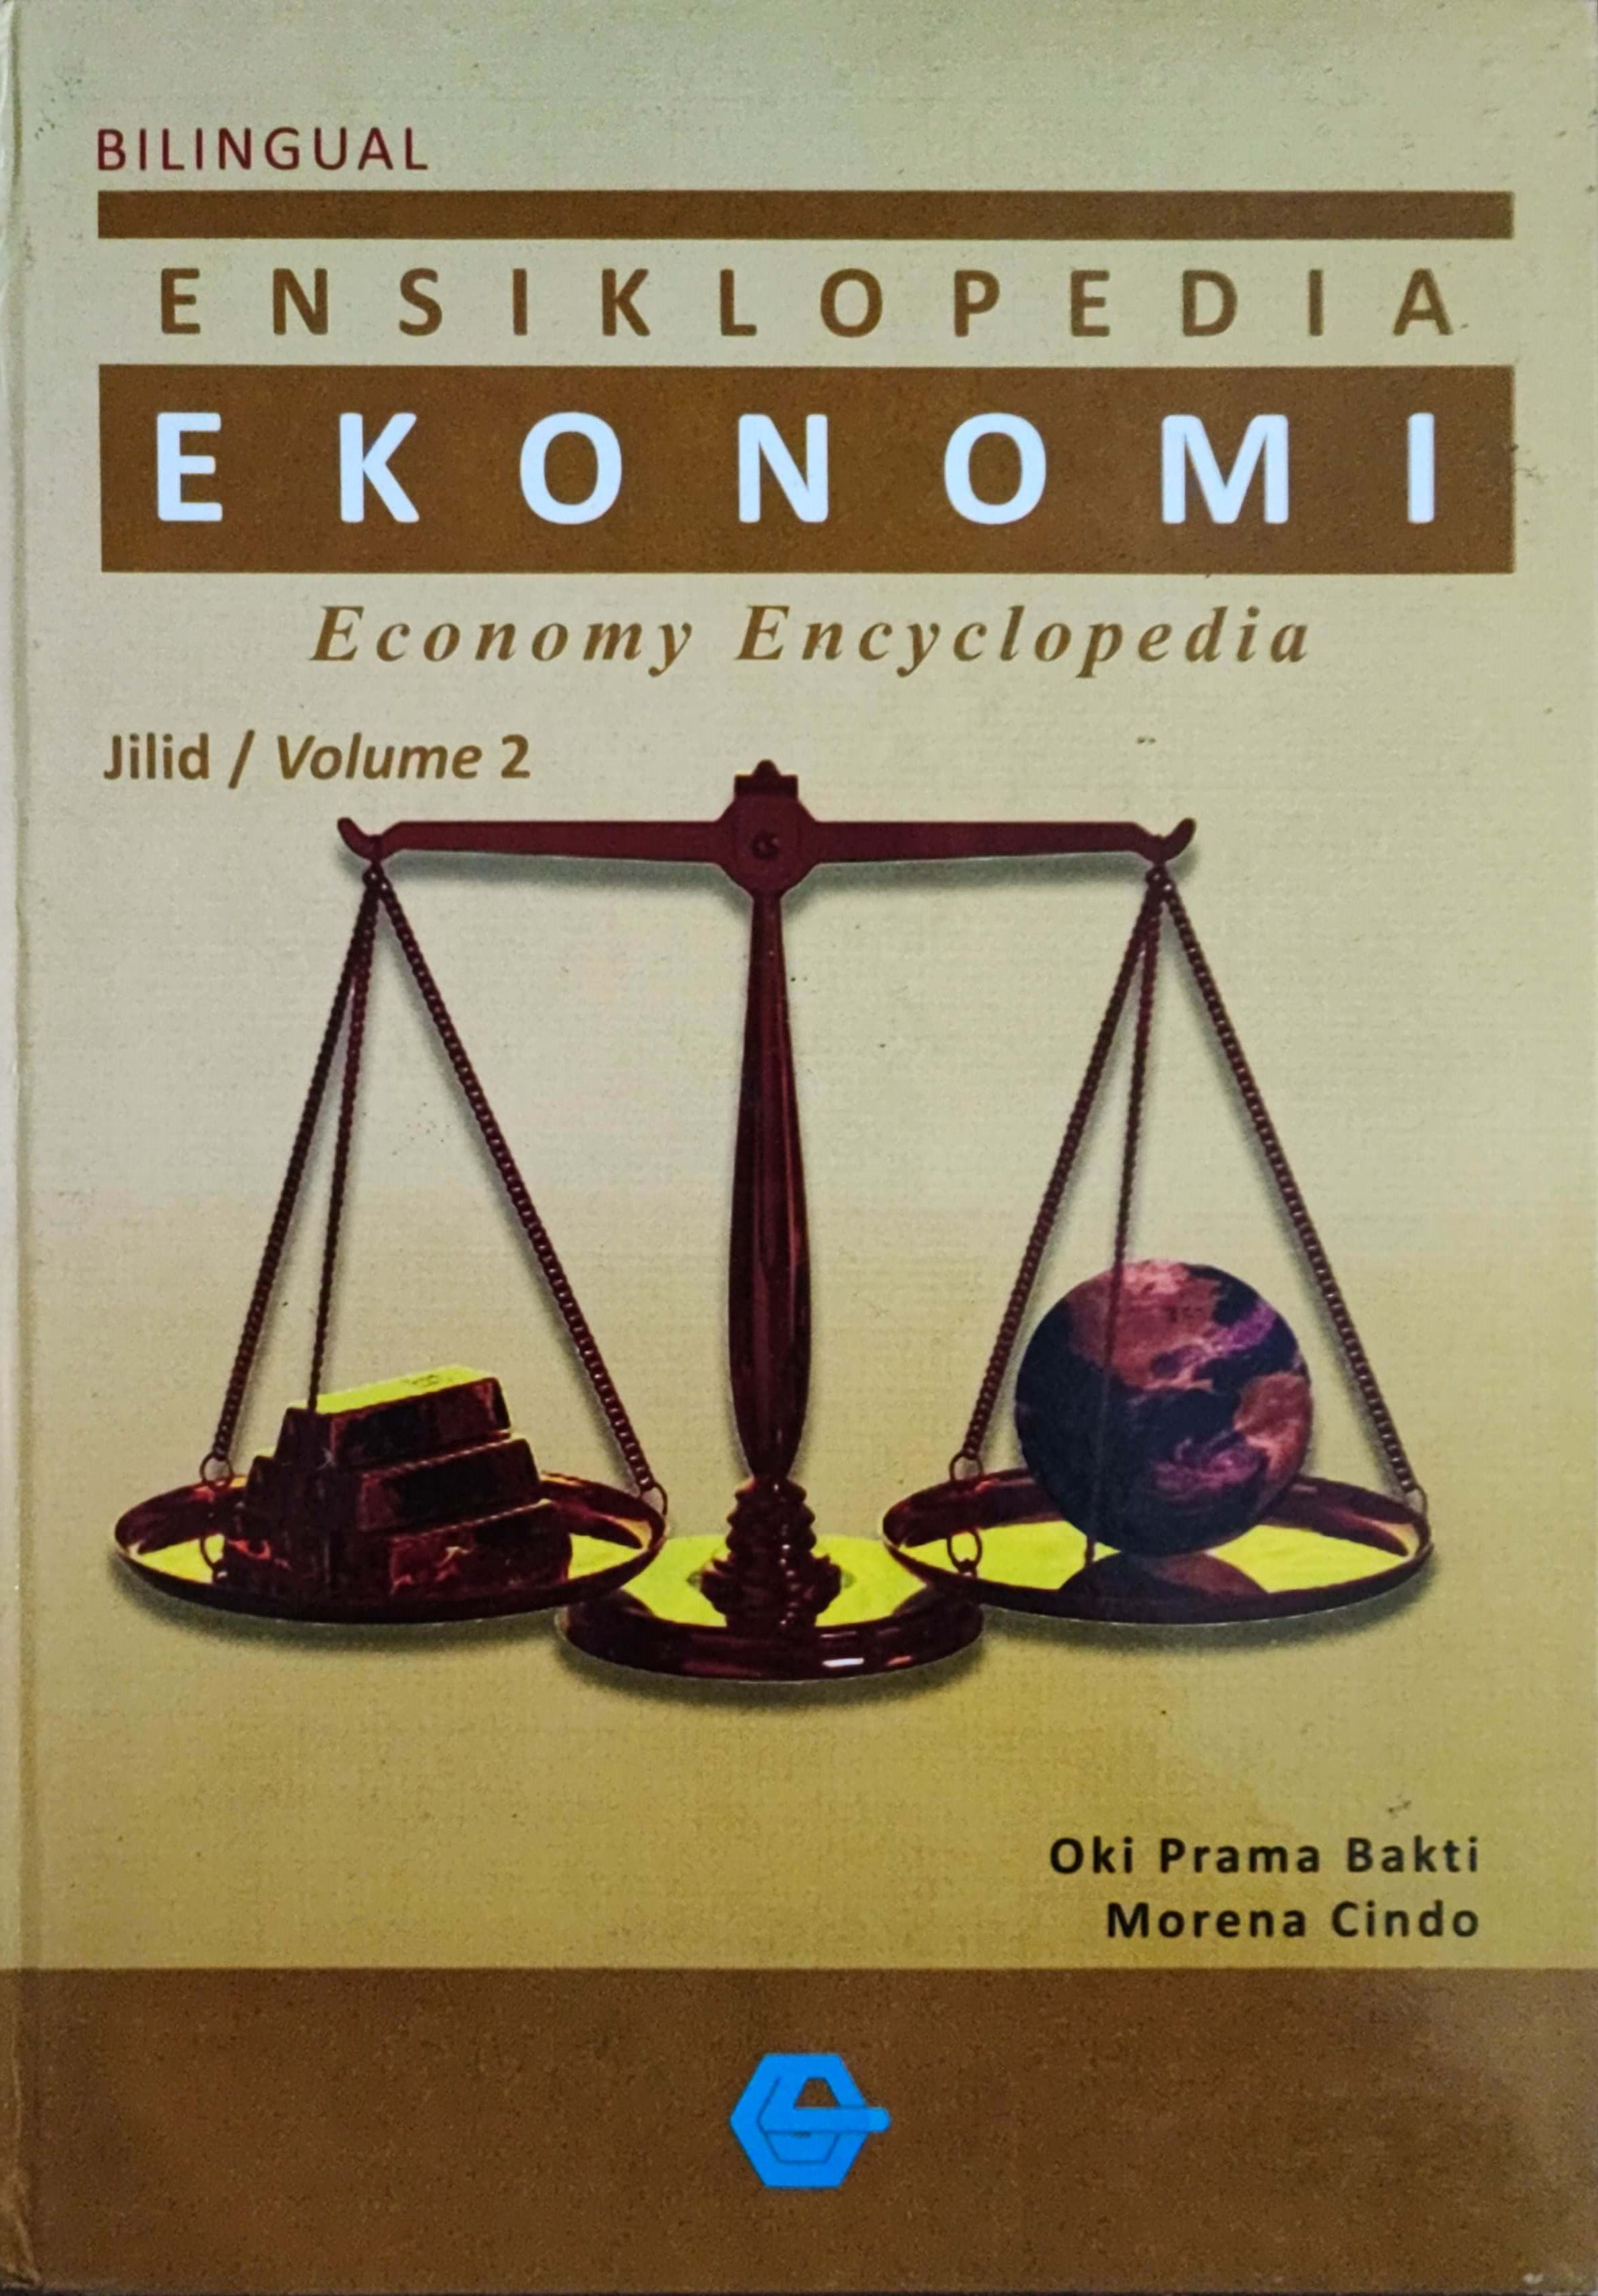 BILINGUAL
ENSIKLOPEDIA
EKONOMI
Economy Encyclopedia
Jilid / Volume 2
Oki Prama Bakti
Morena Cindo